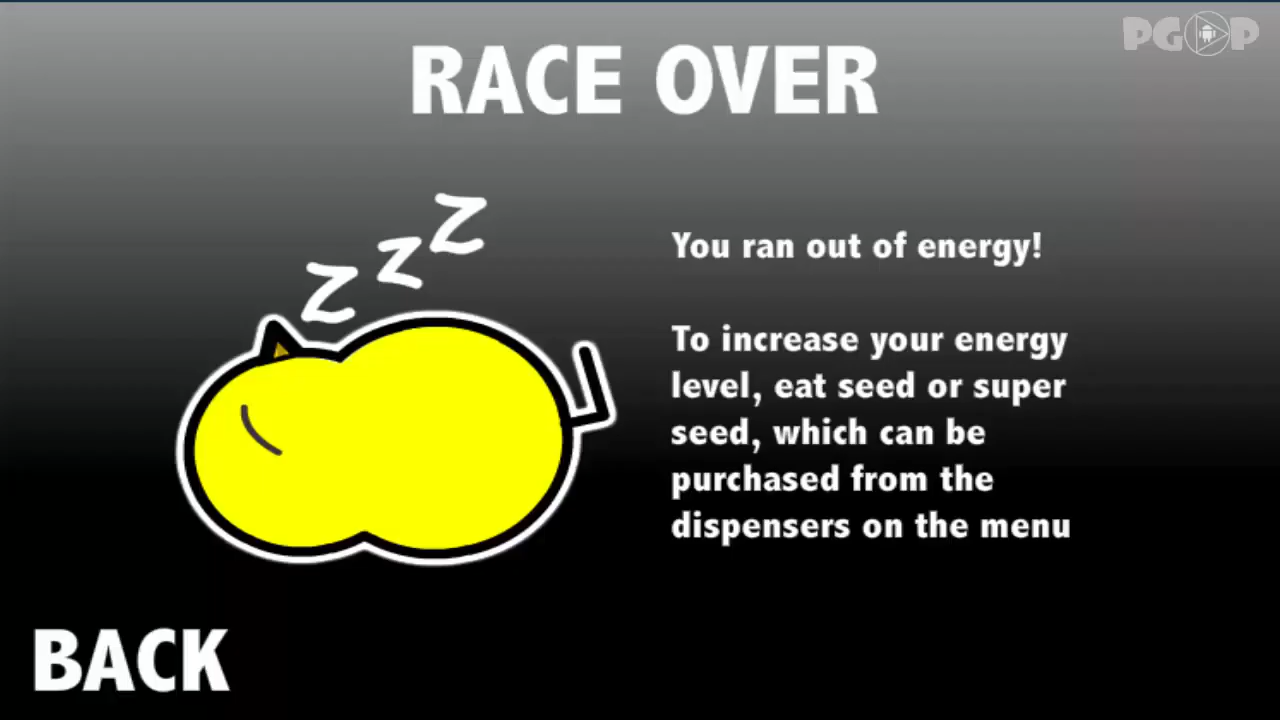 PGP
RACE OVER
z z z
You ran out of energy!
To increase your energy
level, eat seed or super
seed, which can be
purchased from the
dispensers on the menu
BACK